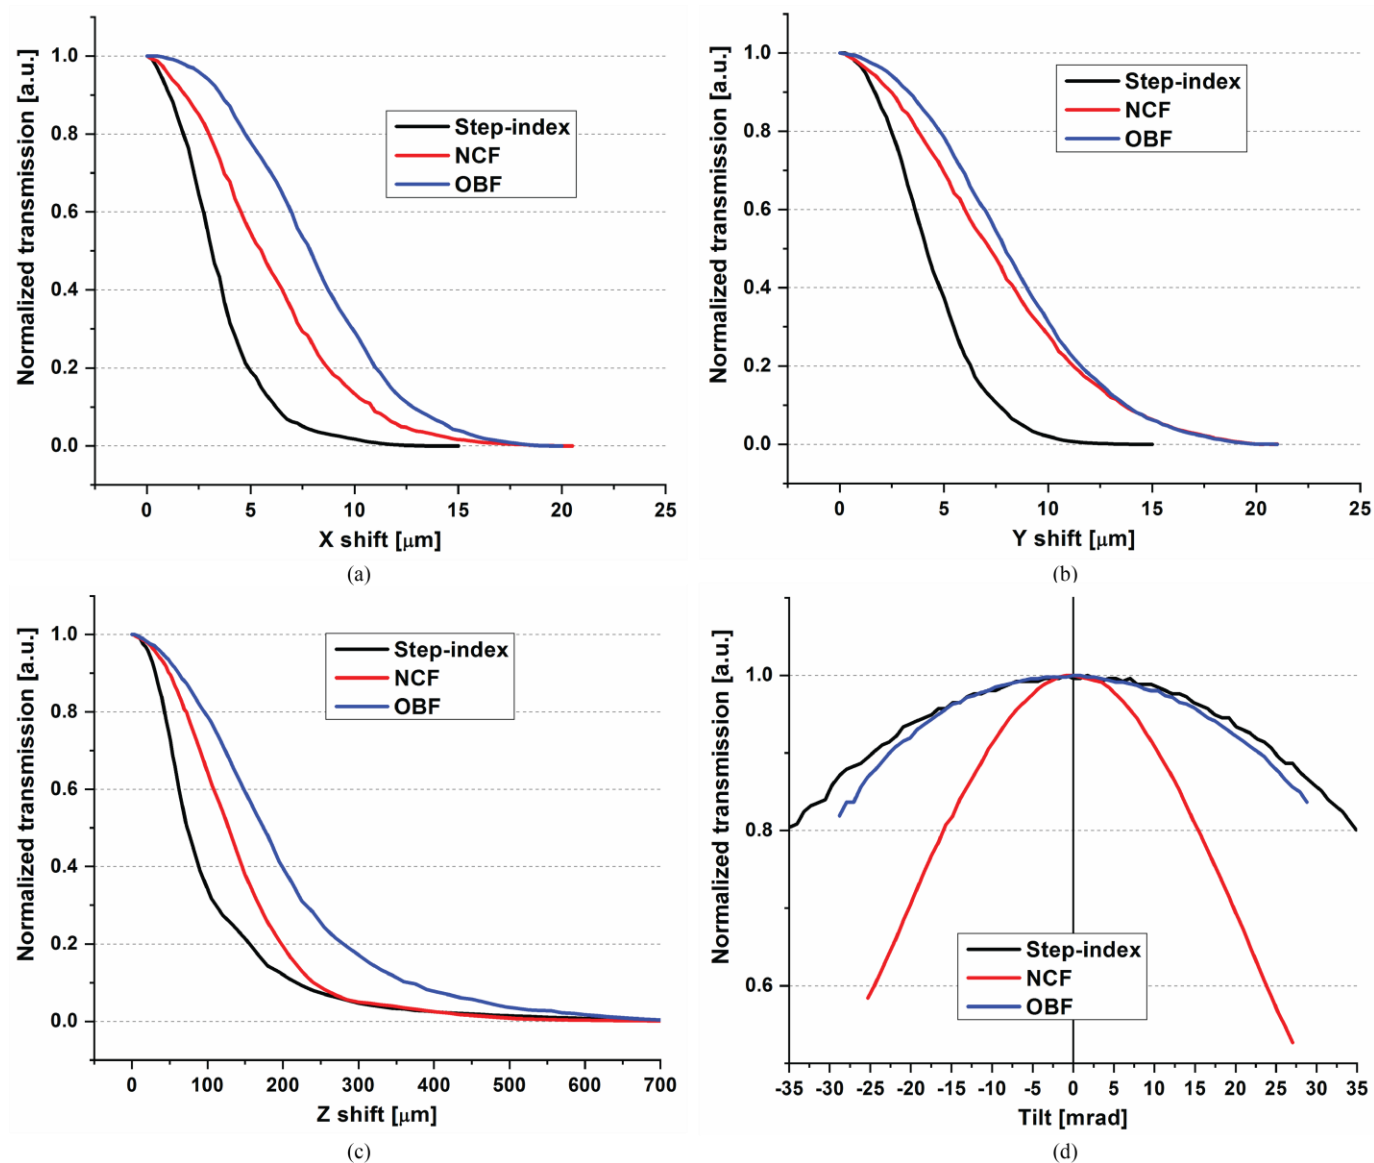 Normalized transmission [a.u.]
1.0
0.8
0.6
0.4
0.2
0.0
Step-index
NCF
OBF
0 5 10 15 20 25
X shift [μm]
(a)
Normalized transmission [a.u.]
1.0
0.8
0.6
0.4
0.2
0.0
Step-index
NCF
OBF
0 5 10 15 20 25
Y shift [μm]
(b)
Normalized transmission [a.u.]
1.0
0.8
0.6
0.4
0.2
0.0
Step-index
NCF
OBF
0 100 200 300 400 500 600 700
Z shift [μm]
(c)
Normalized transmission [a.u.]
1.0
0.8
0.6
Step-index
NCF
OBF
-35 -30 -25 -20 -15 -10 -5 0 5 10 15 20 25 30 35
Tilt [mrad]
(d)